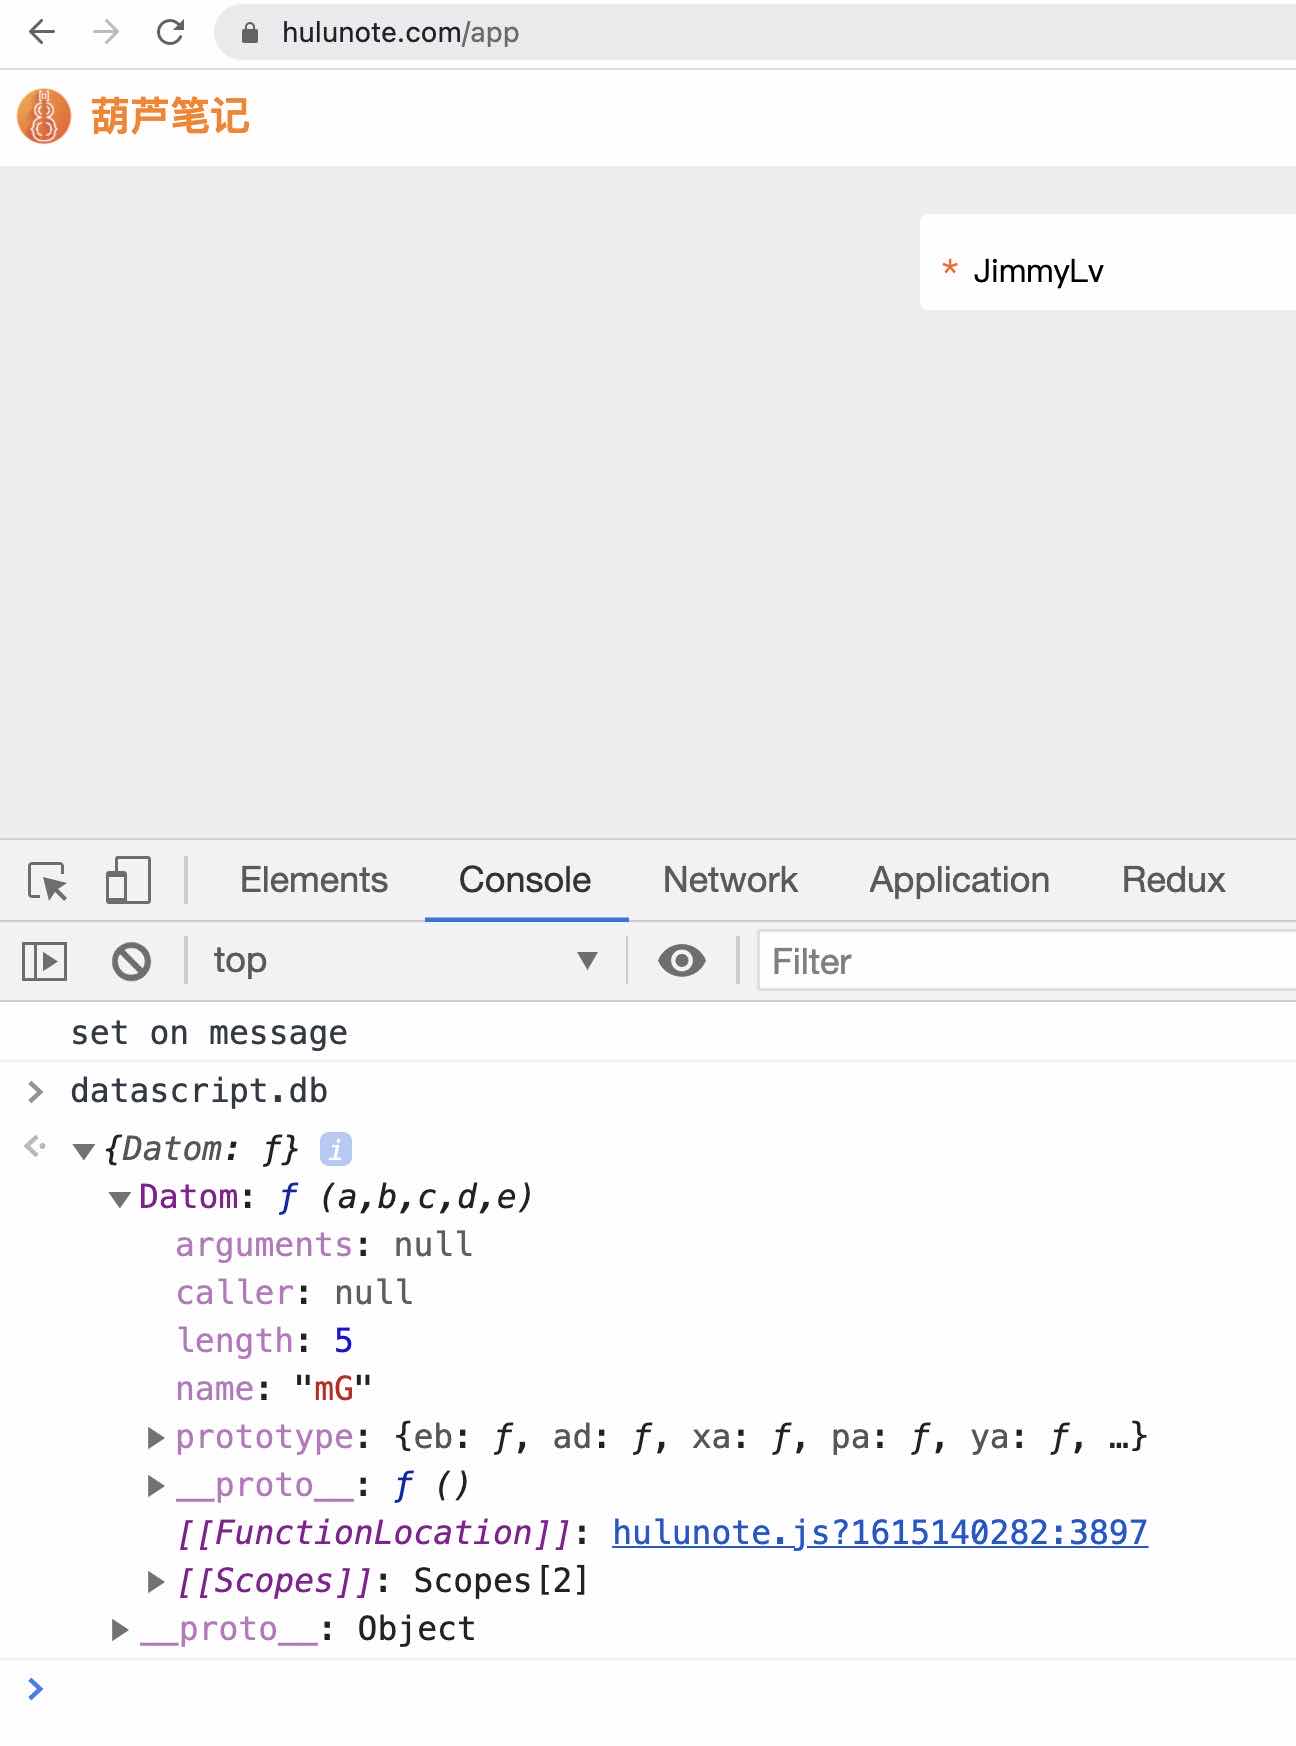 hulunote.com/app
葫芦笔记
* JimmyLv
Elements Console Network Application Redux
top ▼ Filter
set on message
> datascript.db
▼{Datom: ƒ} i
▼Datom: ƒ (a,b,c,d,e)
arguments: null
caller: null
length: 5
name: "mG"
▶prototype: {eb: ƒ, ad: ƒ, xa: ƒ, pa: ƒ, ya: ƒ, …}
▶__proto__: ƒ ()
[[FunctionLocation]]: hulunote.js?1615140282:3897
▶[[Scopes]]: Scopes[2]
▶__proto__: Object
>